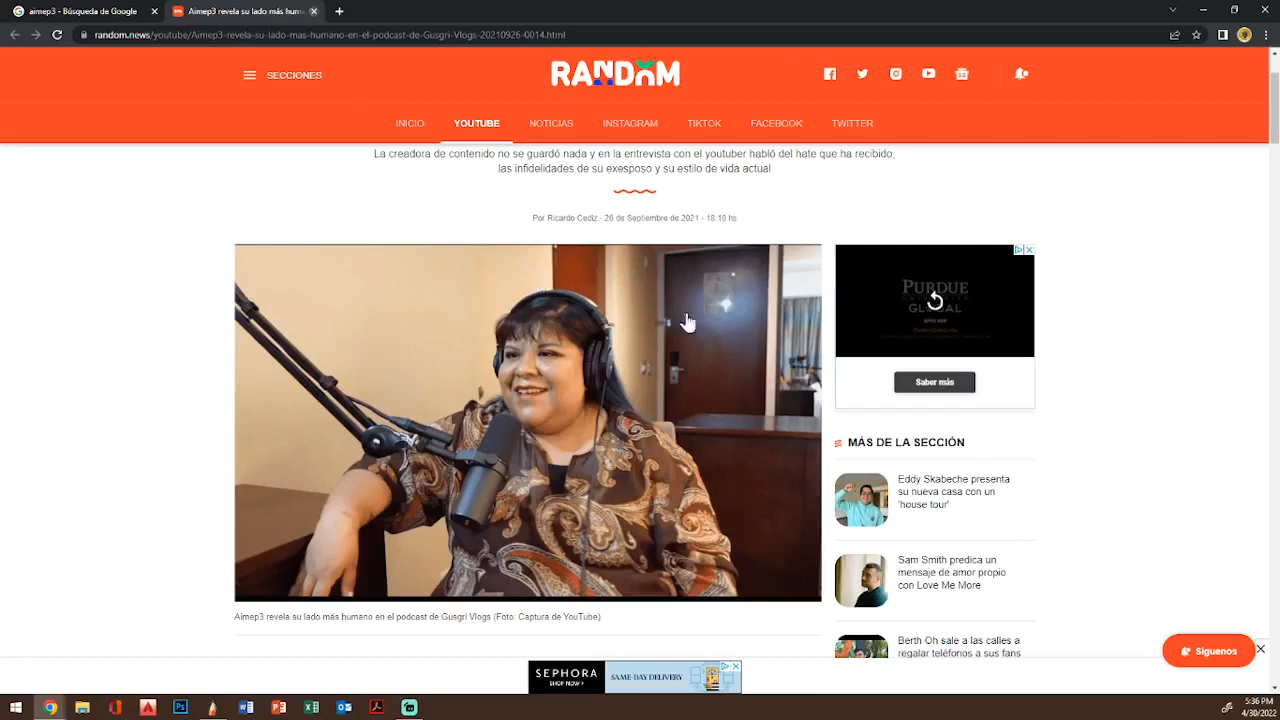 aimep3 - Búsqueda de Google
Aimep3 revela su lado más hum
random.news/youtube/Aimep3-revela-su-lado-mas-humano-en-el-podcast-de-Gusgri-Vlogs-20210926-0014.html
SECCIONES
RANDOM
INICIO
YOUTUBE
NOTICIAS
INSTAGRAM
TIKTOK
FACEBOOK
TWITTER
La creadora de contenido no se guardó nada y en la entrevista con el youtuber habló del hate que ha recibido,
las infidelidades de su exesposo y su estilo de vida actual
Por Ricardo Cediz - 26 de Septiembre de 2021 - 18:10 hs
PURDUE
UNIVERSITY
GLOBAL
Saber más
MÁS DE LA SECCIÓN
Eddy Skabeche presenta
su nueva casa con un
'house tour'
Sam Smith predica un
mensaje de amor propio
con Love Me More
Berth Oh sale a las calles a
regalar teléfonos a sus fans
Aimep3 revela su lado más humano en el podcast de Gusgri Vlogs (Foto: Captura de YouTube)
Síguenos
SEPHORA
SHOP NOW
SAME-DAY DELIVERY
5:36 PM
4/30/2022